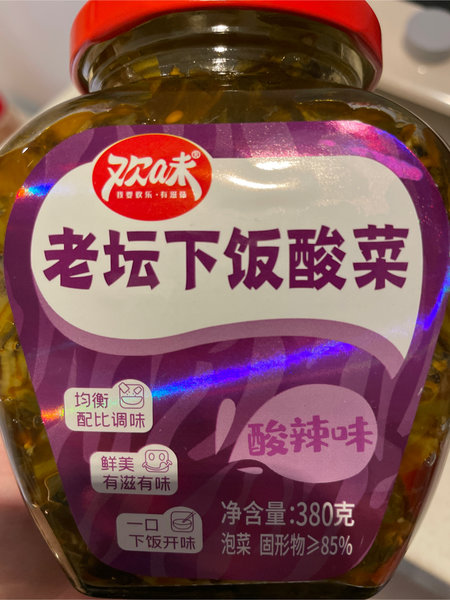 欢味®
我要欢乐·有滋味
老坛下饭酸菜
均衡
配比调味
酸辣味
鲜美
有滋有味
一口
下饭开味
净含量:380克
泡菜 固形物≥85%